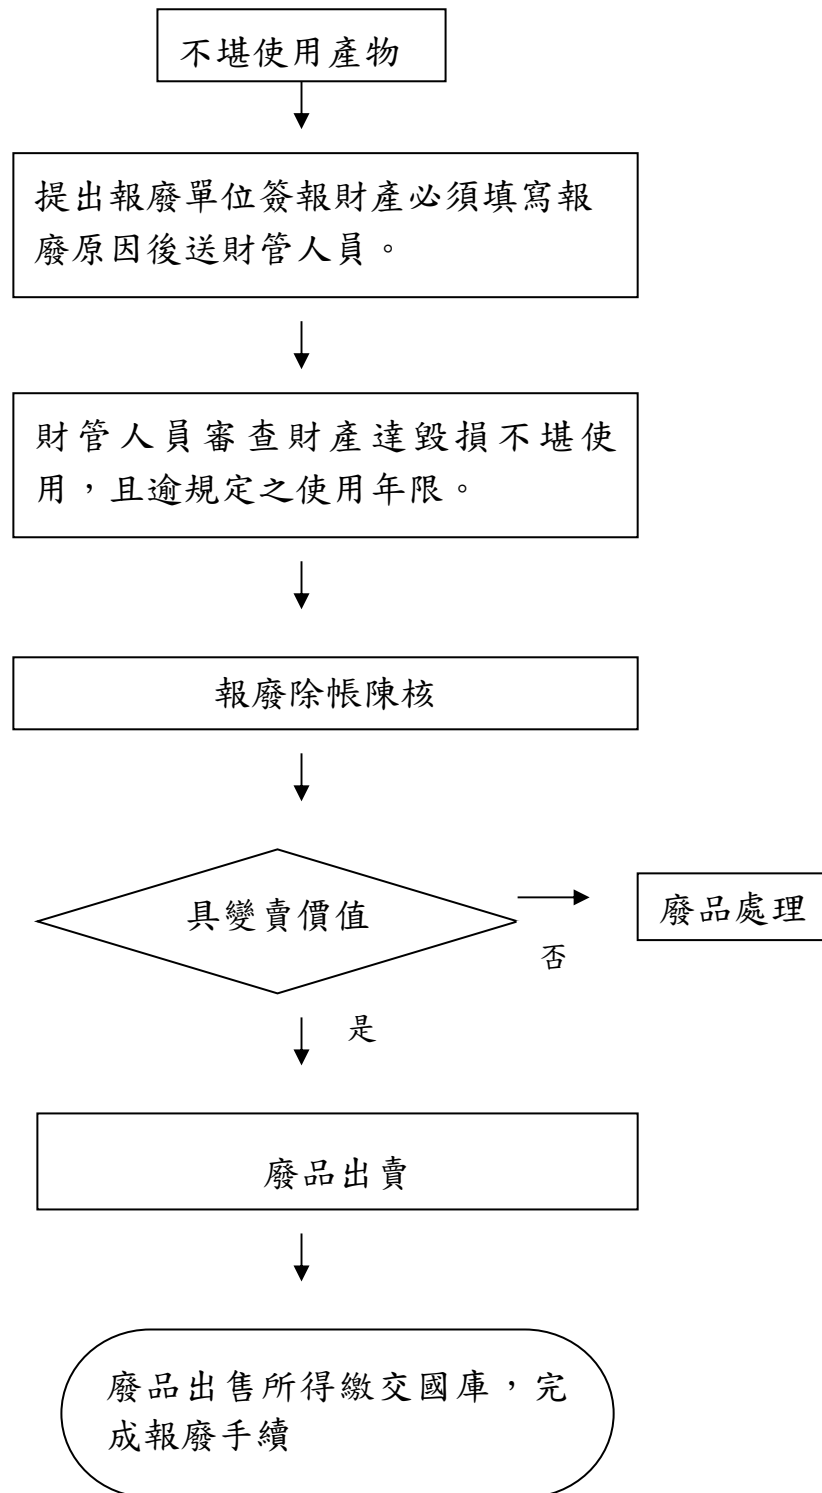 不堪使用產物
提出報廢單位簽報財產必須填寫報
廢原因後送財管人員。
財管人員審查財產達毀損不堪使
用，且逾規定之使用年限。
報廢除帳陳核
具變賣價值
廢品處理
否
是
廢品出賣
廢品出售所得繳交國庫，完
成報廢手續